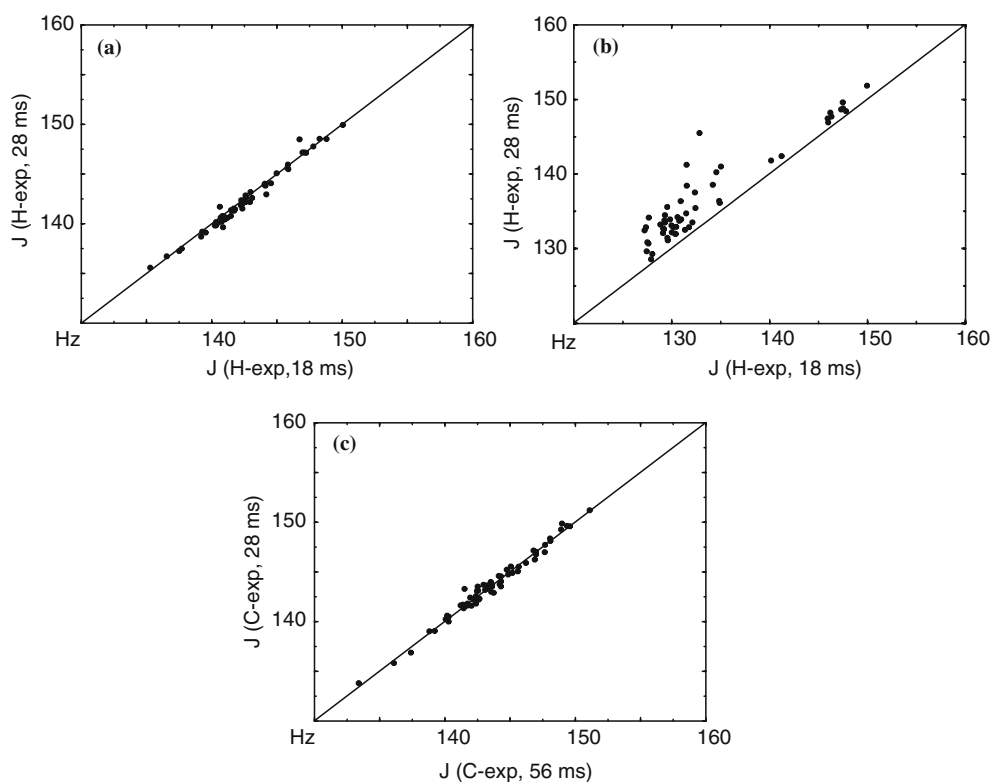 160
(a)
150
140
J (H-exp, 28 ms)
Hz
140
150
160
J (H-exp,18 ms)
160
(b)
150
140
130
J (H-exp, 28 ms)
Hz
130
140
150
160
J (H-exp, 18 ms)
160
(c)
150
140
J (C-exp, 28 ms)
Hz
140
150
160
J (C-exp, 56 ms)